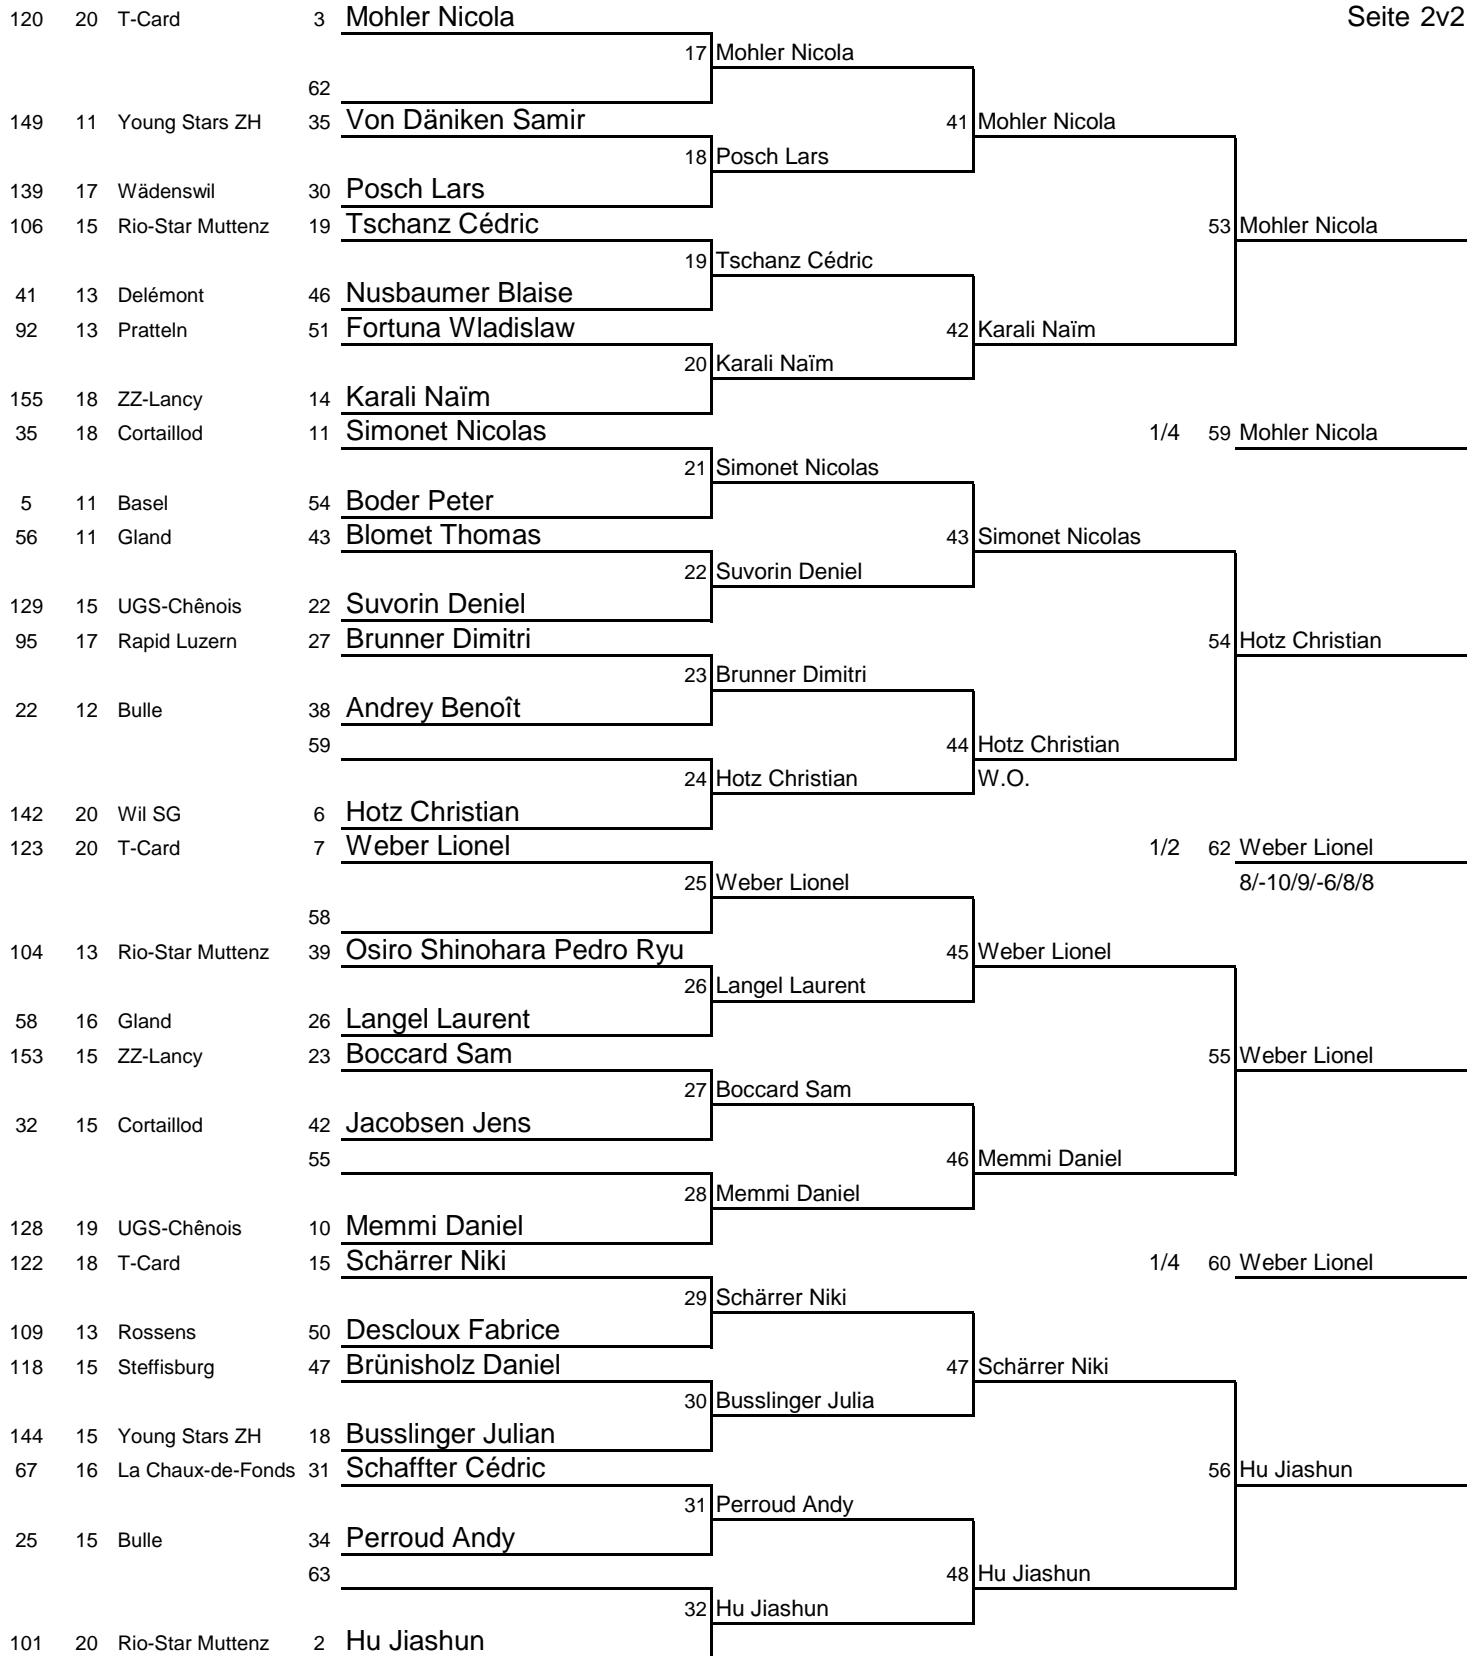 120 20 T-Card 3 Mohler Nicola Seite 2v2
17 Mohler Nicola
62
149 11 Young Stars ZH 35 Von Däniken Samir 41 Mohler Nicola
18 Posch Lars
139 17 Wädenswil 30 Posch Lars
106 15 Rio-Star Muttenz 19 Tschanz Cédric 53 Mohler Nicola
19 Tschanz Cédric
41 13 Delémont 46 Nusbaumer Blaise
92 13 Pratteln 51 Fortuna Wladislaw 42 Karali Naïm
20 Karali Naïm
155 18 ZZ-Lancy 14 Karali Naïm
35 18 Cortaillod 11 Simonet Nicolas 1/4 59 Mohler Nicola
21 Simonet Nicolas
5 11 Basel 54 Boder Peter
56 11 Gland 43 Blomet Thomas 43 Simonet Nicolas
22 Suvorin Deniel
129 15 UGS-Chênois 22 Suvorin Deniel
95 17 Rapid Luzern 27 Brunner Dimitri 54 Hotz Christian
23 Brunner Dimitri
22 12 Bulle 38 Andrey Benoît
59 44 Hotz Christian
24 Hotz Christian W.O.
142 20 Wil SG 6 Hotz Christian
123 20 T-Card 7 Weber Lionel 1/2 62 Weber Lionel
25 Weber Lionel 8/-10/9/-6/8/8
58
104 13 Rio-Star Muttenz 39 Osiro Shinohara Pedro Ryu 45 Weber Lionel
26 Langel Laurent
58 16 Gland 26 Langel Laurent
153 15 ZZ-Lancy 23 Boccard Sam 55 Weber Lionel
27 Boccard Sam
32 15 Cortaillod 42 Jacobsen Jens
55 46 Memmi Daniel
28 Memmi Daniel
128 19 UGS-Chênois 10 Memmi Daniel
122 18 T-Card 15 Schärrer Niki 1/4 60 Weber Lionel
29 Schärrer Niki
109 13 Rossens 50 Descloux Fabrice
118 15 Steffisburg 47 Brünisholz Daniel 47 Schärrer Niki
30 Busslinger Julia
144 15 Young Stars ZH 18 Busslinger Julian
67 16 La Chaux-de-Fonds 31 Schaffter Cédric 56 Hu Jiashun
31 Perroud Andy
25 15 Bulle 34 Perroud Andy
63 48 Hu Jiashun
32 Hu Jiashun
101 20 Rio-Star Muttenz 2 Hu Jiashun